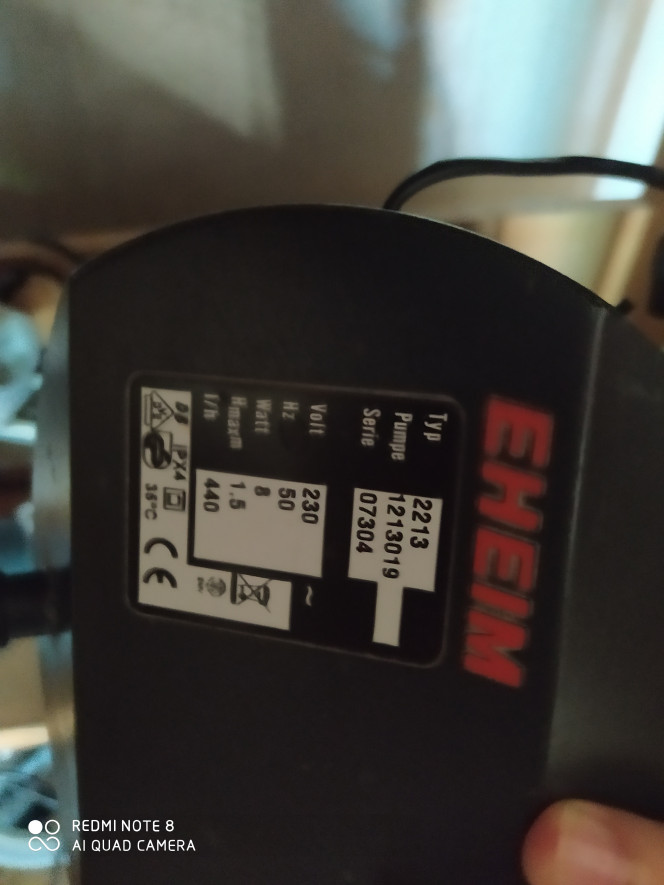 EHEIM
Typ 2213
Pumpe 1213019
Serie 07304
Volt 230 ~
Hz 50
Watt 8
Hmax m 1.5
l/h 440
IPX4
35°C
CE
REDMI NOTE 8
AI QUAD CAMERA